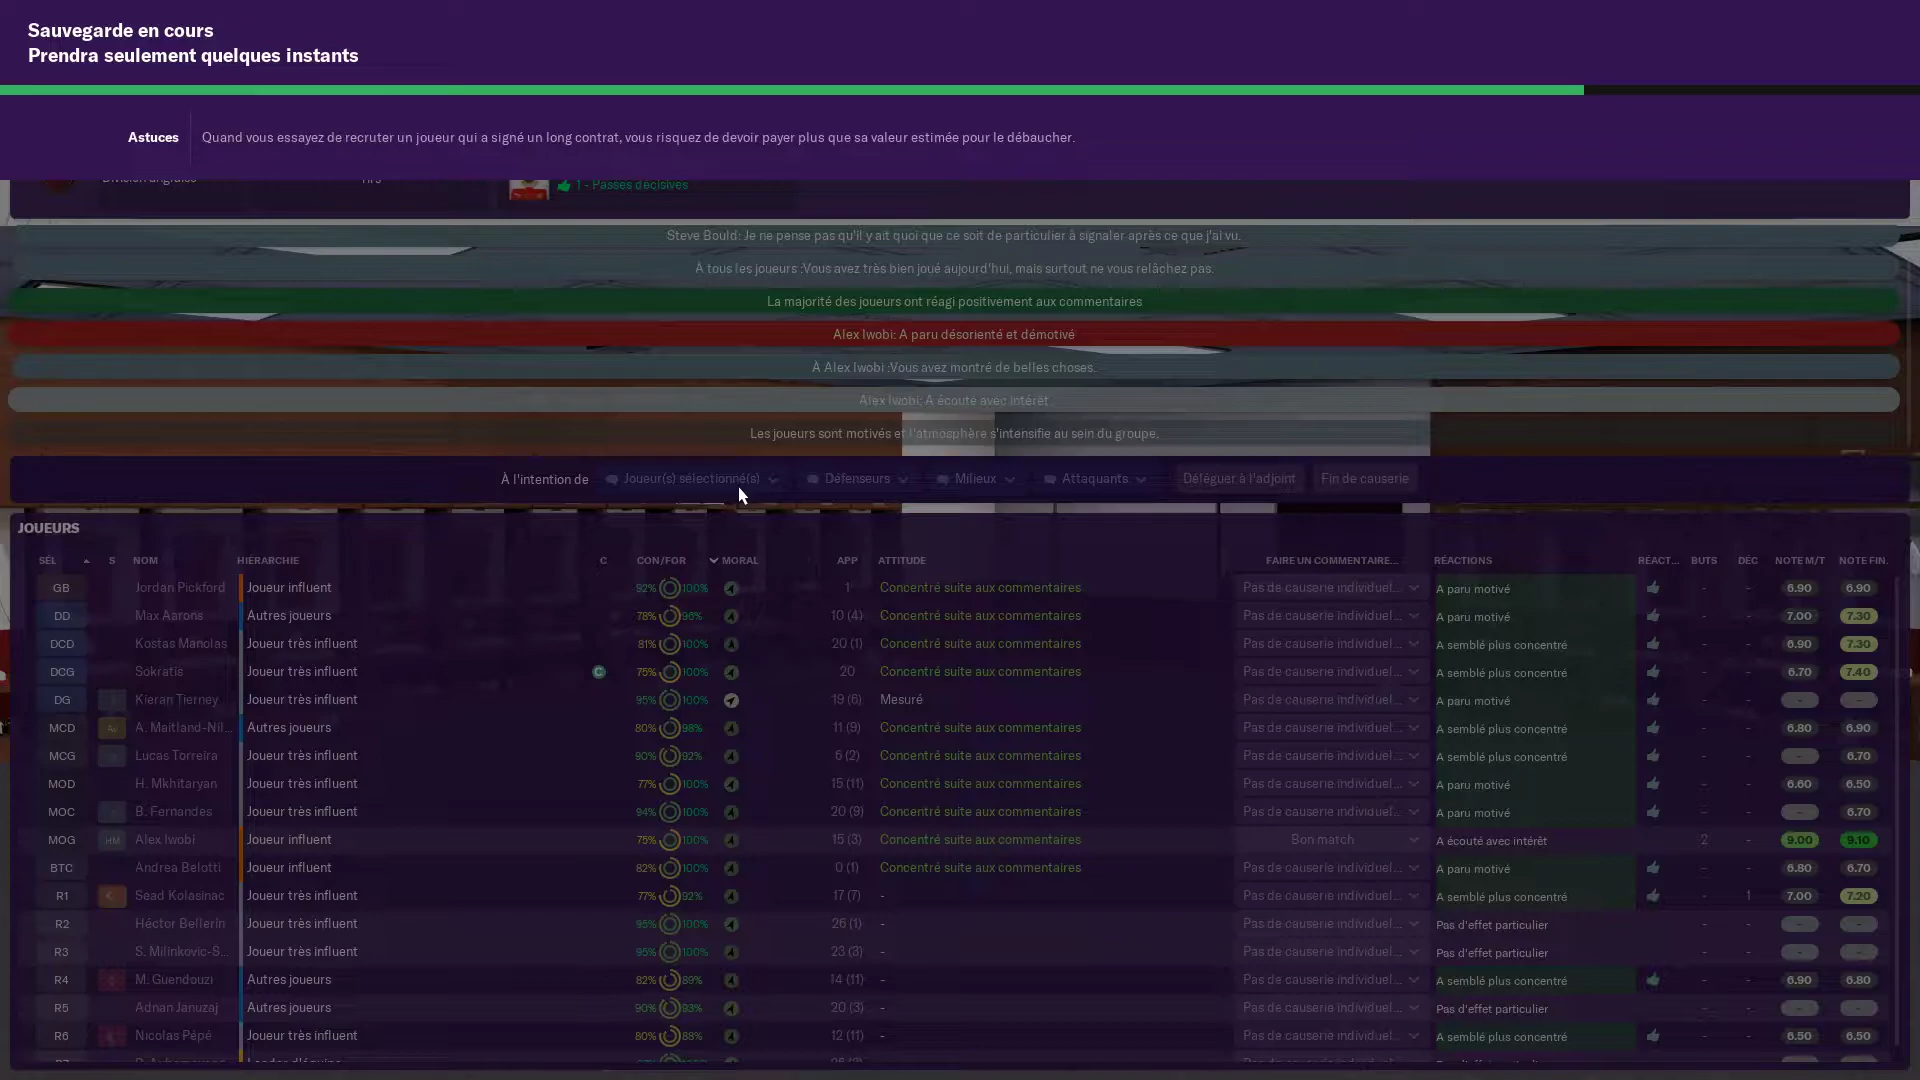 Sauvegarde en cours
Prendra seulement quelques instants
Astuces Quand vous essayez de recruter un joueur qui a signé un long contrat, vous risquez de devoir payer plus que sa valeur estimée pour le débaucher.
Division anglaise
1 - Passes décisives
Steve Bould: Je ne pense pas qu'il y ait quoi que ce soit de particulier à signaler après ce que j'ai vu.
À tous les joueurs :Vous avez très bien joué aujourd'hui, mais surtout ne vous relâchez pas.
La majorité des joueurs ont réagi positivement aux commentaires
Alex Iwobi: A paru désorienté et démotivé
À Alex Iwobi :Vous avez montré de belles choses.
Alex Iwobi: A écouté avec intérêt
Les joueurs sont motivés et l'atmosphère s'intensifie au sein du groupe.
À l'intention de Joueur(s) sélectionné(s) Défenseurs Milieux Attaquants Déléguer à l'adjoint Fin de causerie
JOUEURS
SÉL S NOM HIÉRARCHIE C CON/FOR MORAL APP ATTITUDE FAIRE UN COMMENTAIRE... RÉACTIONS RÉACT... BUTS DÉC NOTE M/T NOTE FIN.
GB Jordan Pickford Joueur influent 92% 100% 1 Concentré suite aux commentaires Pas de causerie individuel... A paru motivé - - 6.90 6.90
DD Max Aarons Autres joueurs 78% 96% 10 (4) Concentré suite aux commentaires Pas de causerie individuel... A paru motivé - - 7.00 7.30
DCD Kostas Manolas Joueur très influent 81% 100% 20 (1) Concentré suite aux commentaires Pas de causerie individuel... A semblé plus concentré - - 6.90 7.30
DCG Sokratis Joueur très influent C 75% 100% 20 Concentré suite aux commentaires Pas de causerie individuel... A semblé plus concentré - - 6.70 7.40
DG Kieran Tierney Joueur très influent 95% 100% 19 (6) Mesuré Pas de causerie individuel... A paru motivé - - - -
MCD A. Maitland-Nil... Autres joueurs 80% 98% 11 (9) Concentré suite aux commentaires Pas de causerie individuel... A semblé plus concentré - - 6.80 6.90
MCG Lucas Torreira Joueur très influent 90% 92% 6 (2) Concentré suite aux commentaires Pas de causerie individuel... A semblé plus concentré - - - 6.70
MOD H. Mkhitaryan Joueur très influent 77% 100% 15 (11) Concentré suite aux commentaires Pas de causerie individuel... A paru motivé - - 6.60 6.50
MOC B. Fernandes Joueur très influent 94% 100% 20 (9) Concentré suite aux commentaires Pas de causerie individuel... A paru motivé - - - 6.70
MOG HM Alex Iwobi Joueur influent 75% 100% 15 (3) Concentré suite aux commentaires Bon match A écouté avec intérêt 2 - 9.00 9.10
BTC Andrea Belotti Joueur influent 82% 100% 0 (1) Concentré suite aux commentaires Pas de causerie individuel... A paru motivé - - 6.80 6.70
R1 Sead Kolasinac Joueur très influent 77% 92% 17 (7) - Pas de causerie individuel... A semblé plus concentré - 1 7.00 7.20
R2 Héctor Bellerín Joueur très influent 95% 100% 26 (1) - Pas de causerie individuel... Pas d'effet particulier - - - -
R3 S. Milinkovic-S... Joueur très influent 95% 100% 23 (3) - Pas de causerie individuel... Pas d'effet particulier - - - -
R4 M. Guendouzi Autres joueurs 82% 89% 14 (11) - Pas de causerie individuel... A semblé plus concentré - - 6.90 6.80
R5 Adnan Januzaj Autres joueurs 90% 93% 20 (3) - Pas de causerie individuel... Pas d'effet particulier - - - -
R6 Nicolas Pépé Joueur très influent 80% 88% 12 (11) - Pas de causerie individuel... A semblé plus concentré - - 6.50 6.50